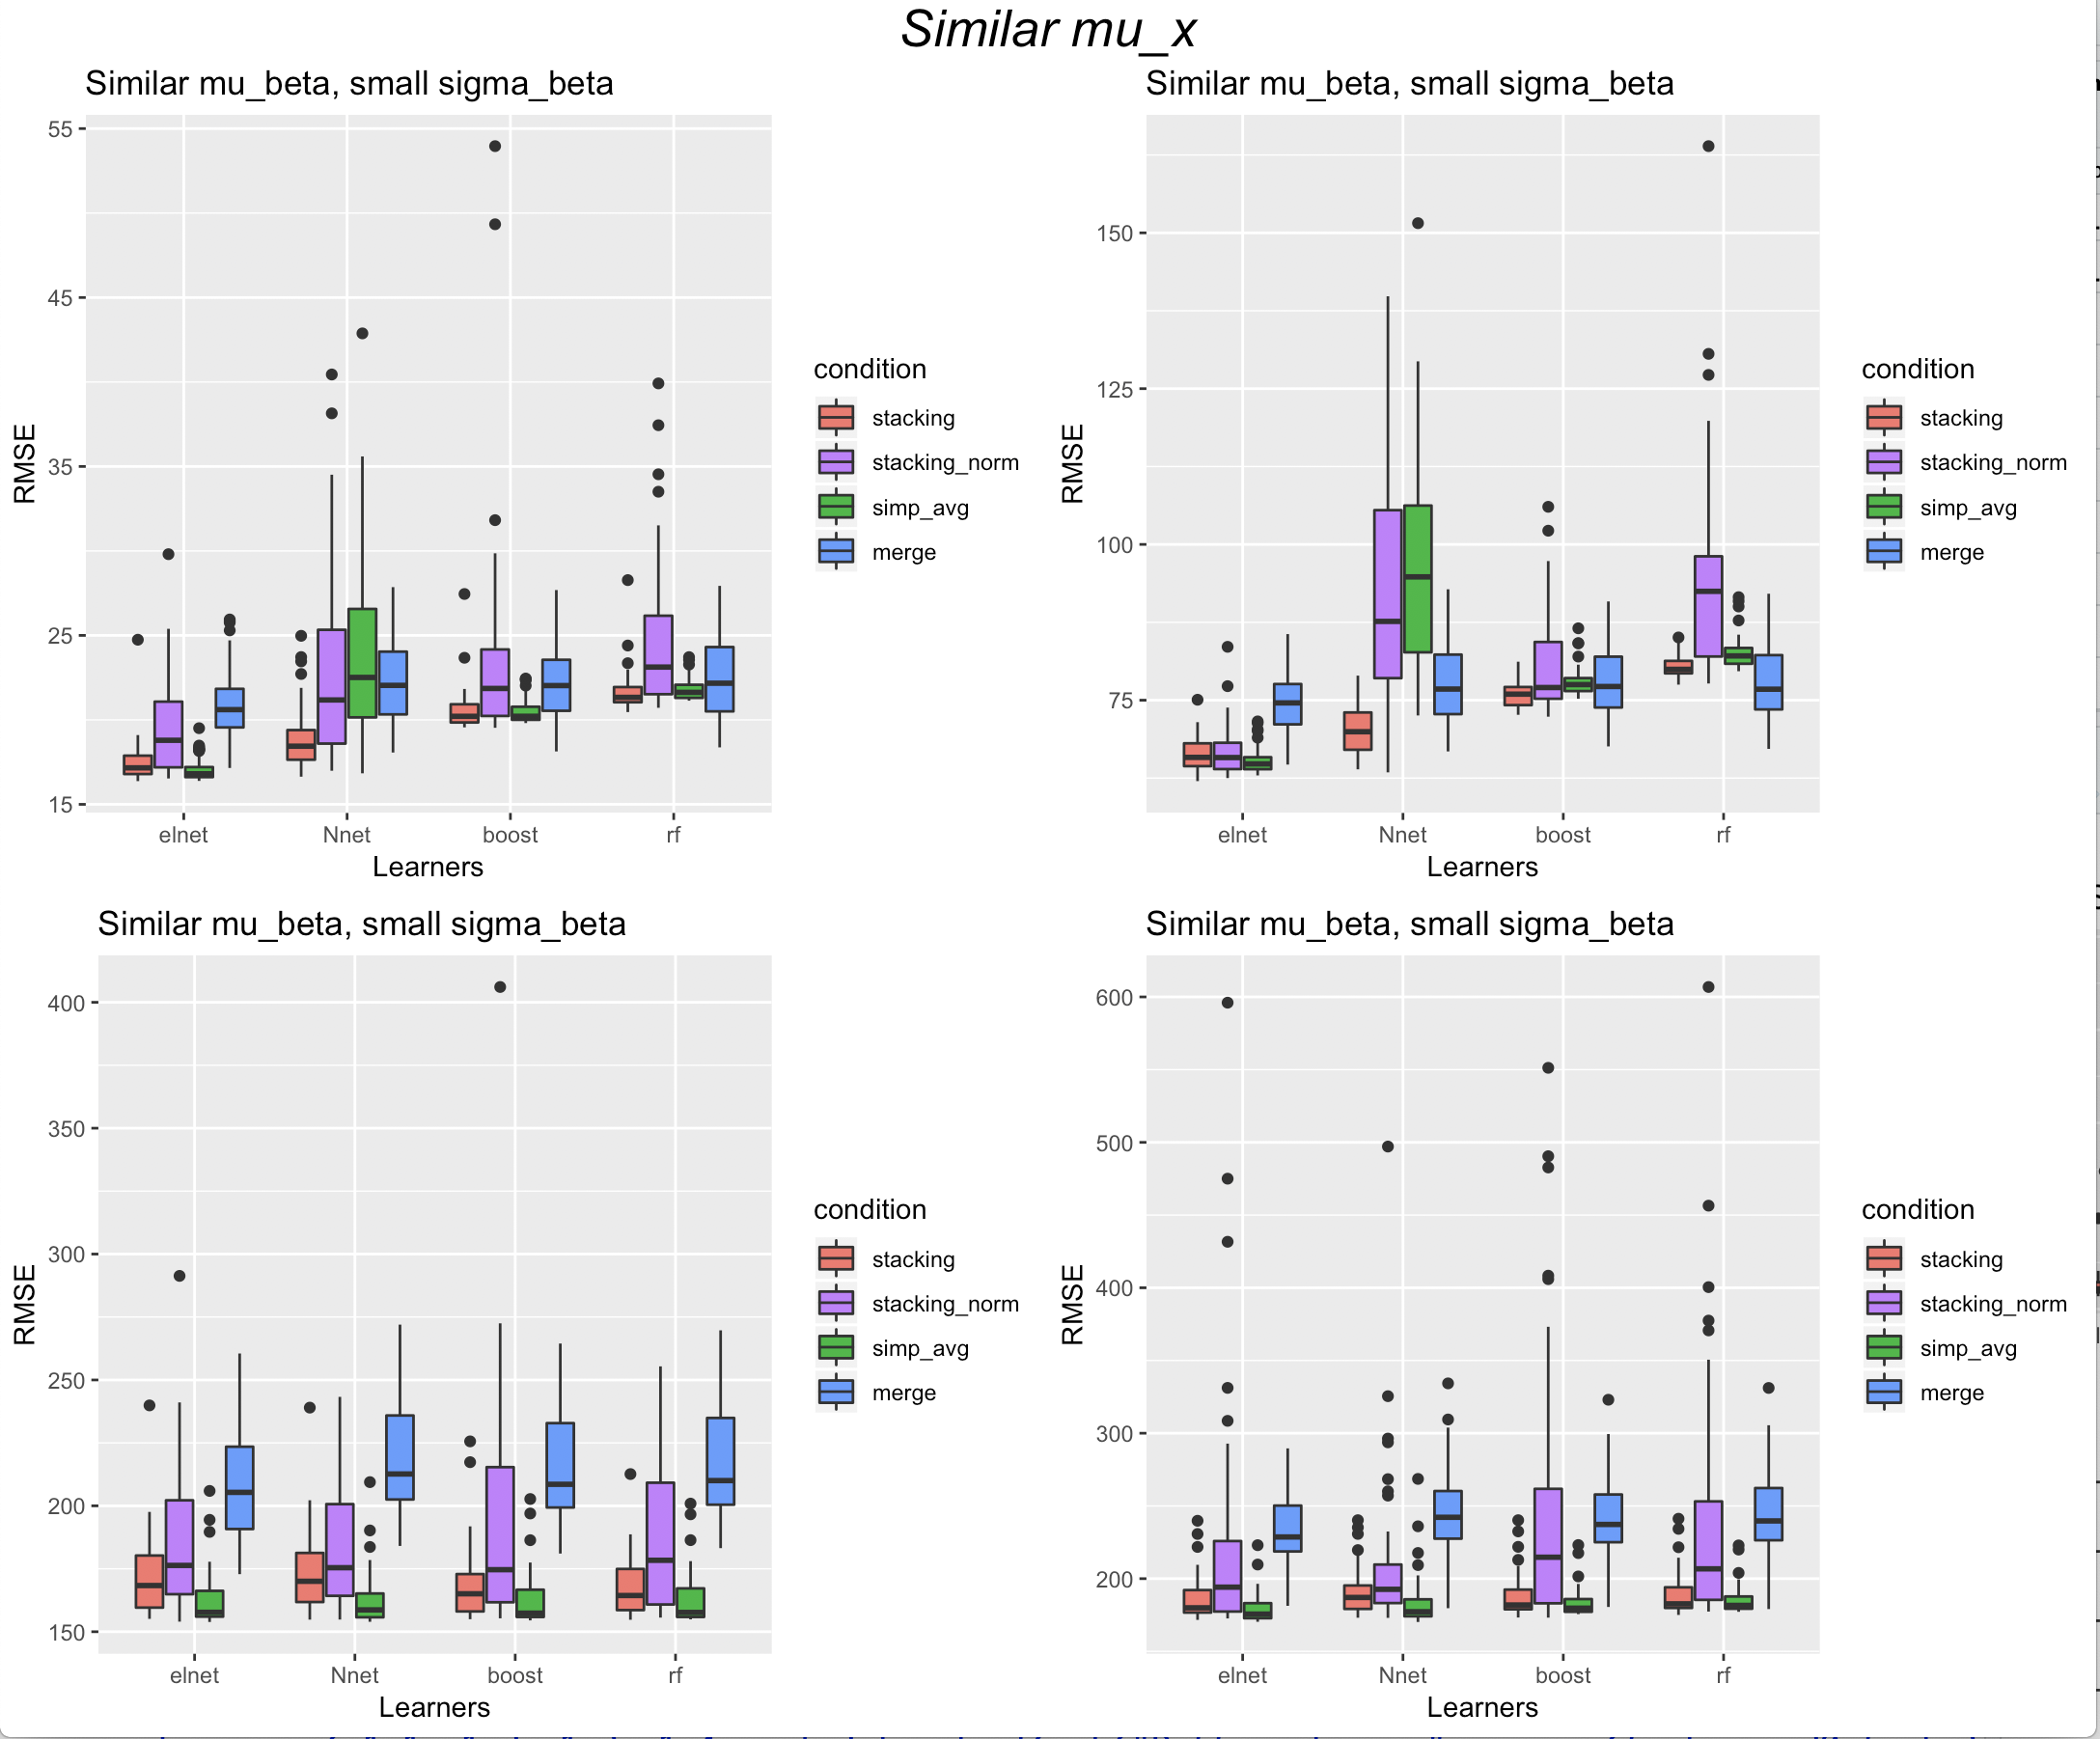 Similar mu_x
Similar mu_beta, small sigma_beta
55
45
35
25
15
RMSE
elnet Nnet boost rf
Learners
condition
stacking
stacking_norm
simp_avg
merge
Similar mu_beta, small sigma_beta
150
125
100
75
RMSE
elnet Nnet boost rf
Learners
condition
stacking
stacking_norm
simp_avg
merge
Similar mu_beta, small sigma_beta
400
350
300
250
200
150
RMSE
elnet Nnet boost rf
Learners
condition
stacking
stacking_norm
simp_avg
merge
Similar mu_beta, small sigma_beta
600
500
400
300
200
RMSE
elnet Nnet boost rf
Learners
condition
stacking
stacking_norm
simp_avg
merge